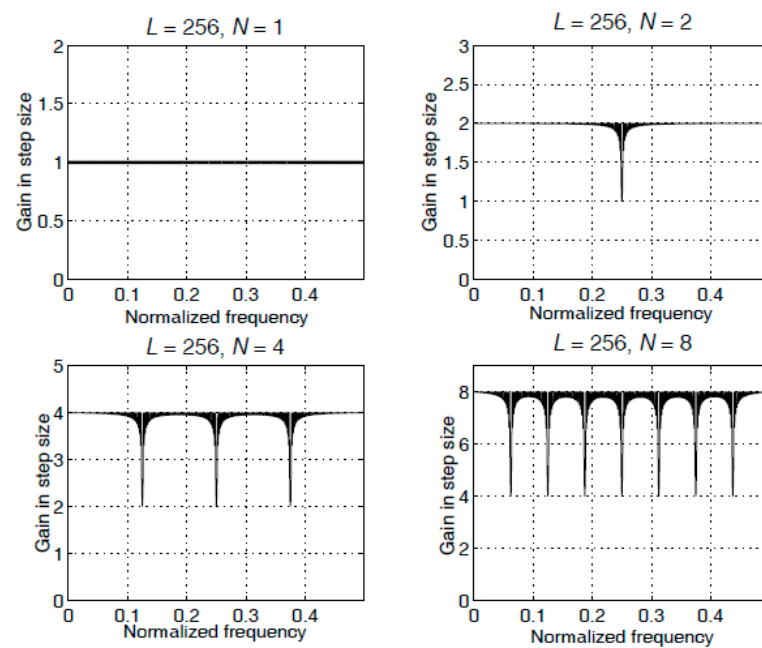 L = 256, N = 1
2
1.5
1
0.5
0
Gain in step size
0 0.1 0.2 0.3 0.4
Normalized frequency
L = 256, N = 2
3
2.5
2
1.5
1
0.5
0
Gain in step size
0 0.1 0.2 0.3 0.4
Normalized frequency
L = 256, N = 4
5
4
3
2
1
0
Gain in step size
0 0.1 0.2 0.3 0.4
Normalized frequency
L = 256, N = 8
8
6
4
2
0
Gain in step size
0 0.1 0.2 0.3 0.4
Normalized frequency